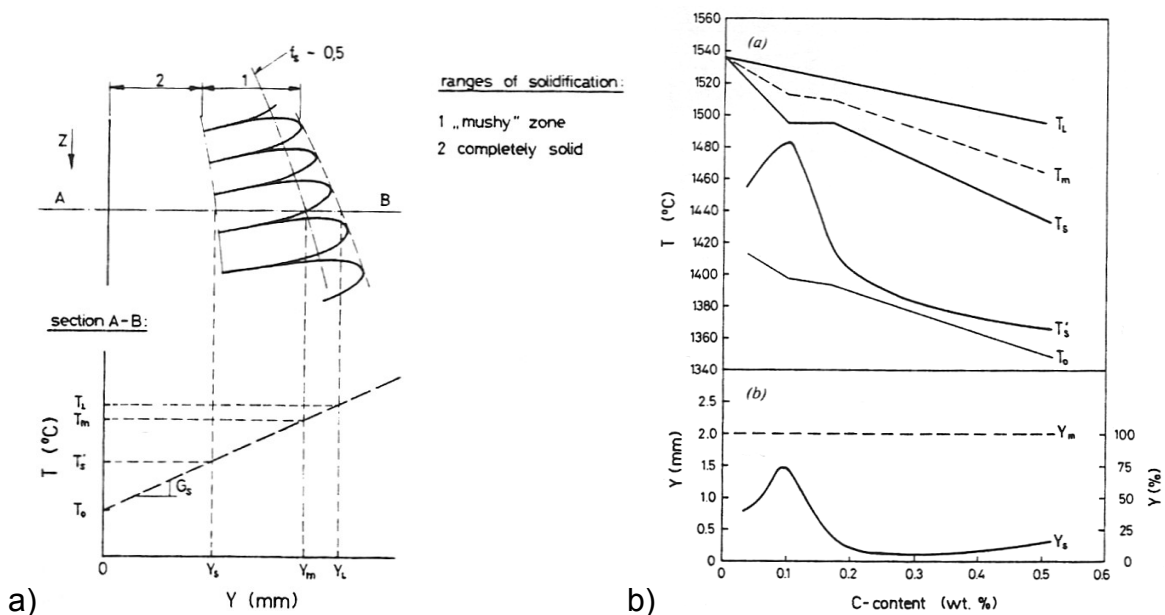 fs ~ 0,5
2
1
Z
A
B
ranges of solidification:
1 „mushy" zone
2 completely solid
section A-B:
T (°C)
TL
Tm
T's
To
Gs
0
Ys
Ym
YL
Y (mm)
a)
(a)
1560
1540
1520
1500
1480
1460
1440
1420
1400
1380
1360
1340
T (°C)
TL
Tm
Ts
T's
To
(b)
2.5
2.0
1.5
1.0
0.5
0
Y (mm)
Ym
Ys
100
75
50
25
0
Y (%)
0
0.1
0.2
0.3
0.4
0.5
0.6
C-content (wt. %)
b)